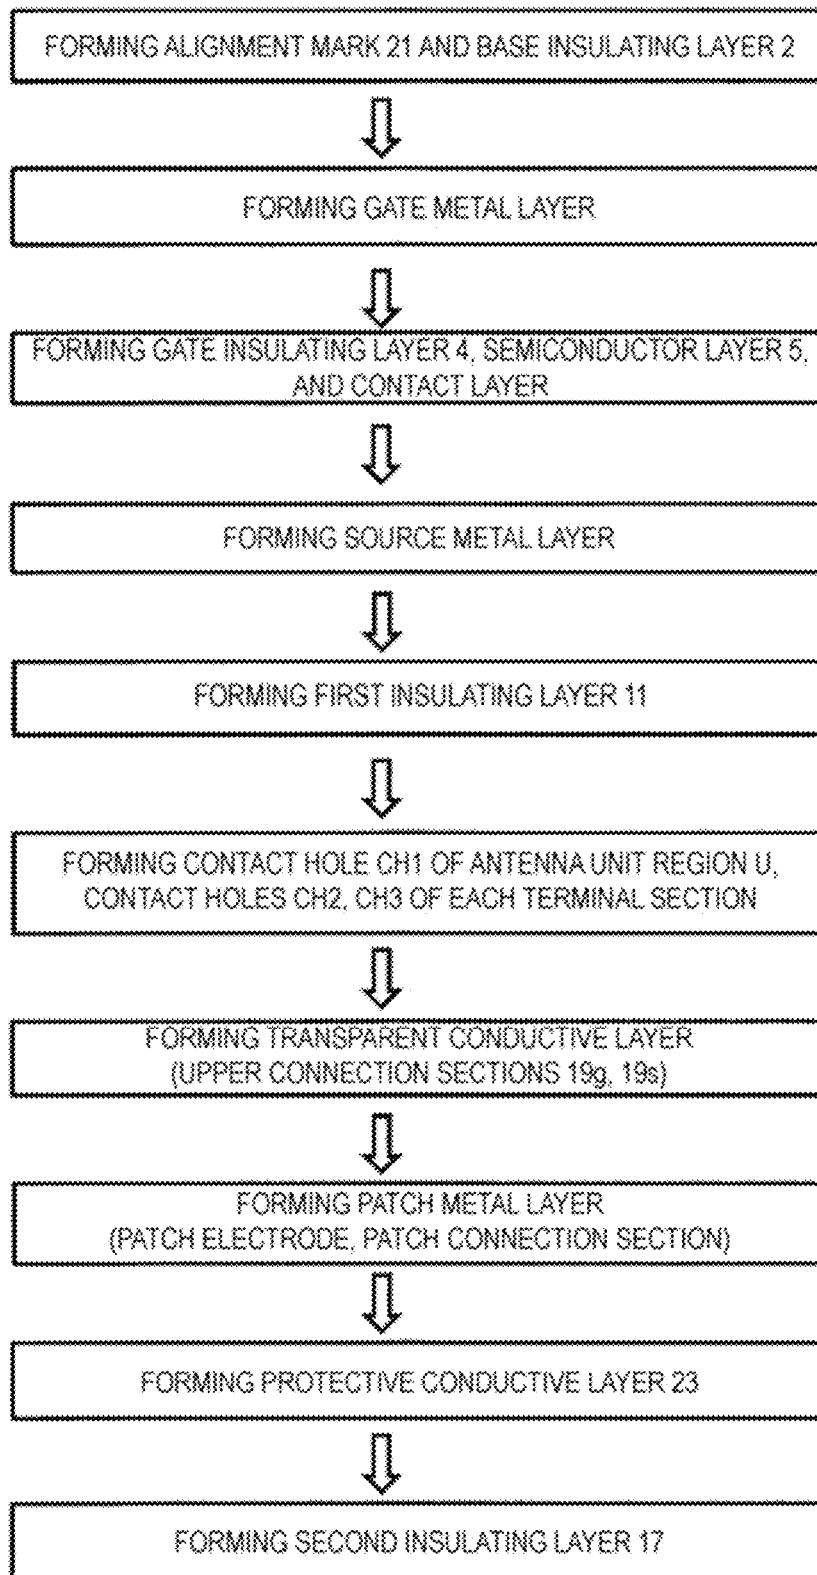 FORMING ALIGNMENT MARK 21 AND BASE INSULATING LAYER 2
FORMING GATE METAL LAYER
FORMING GATE INSULATING LAYER 4, SEMICONDUCTOR LAYER 5,
AND CONTACT LAYER
FORMING SOURCE METAL LAYER
FORMING FIRST INSULATING LAYER 11
FORMING CONTACT HOLE CH1 OF ANTENNA UNIT REGION U,
CONTACT HOLES CH2, CH3 OF EACH TERMINAL SECTION
FORMING TRANSPARENT CONDUCTIVE LAYER
(UPPER CONNECTION SECTIONS 19g, 19s)
FORMING PATCH METAL LAYER
(PATCH ELECTRODE, PATCH CONNECTION SECTION)
FORMING PROTECTIVE CONDUCTIVE LAYER 23
FORMING SECOND INSULATING LAYER 17